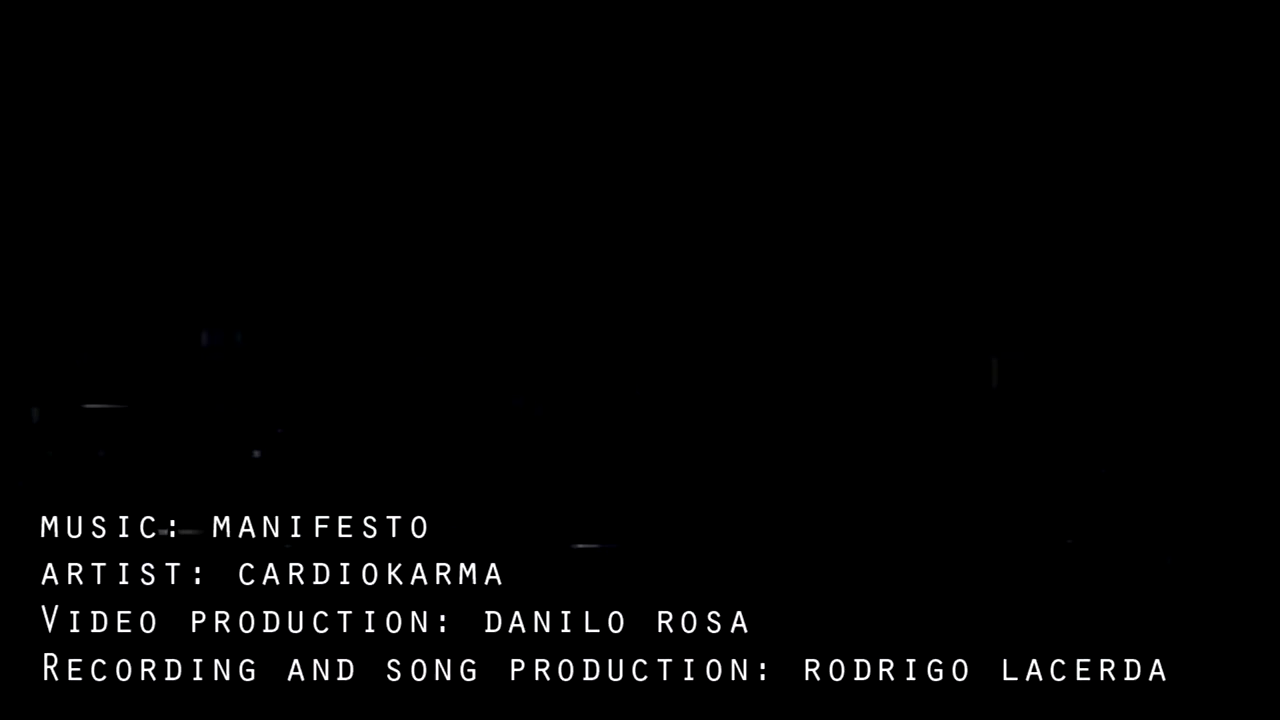 MUSIC: MANIFESTO
ARTIST: CARDIOKARMA
VIDEO PRODUCTION: DANILO ROSA
RECORDING AND SONG PRODUCTION: RODRIGO LACERDA